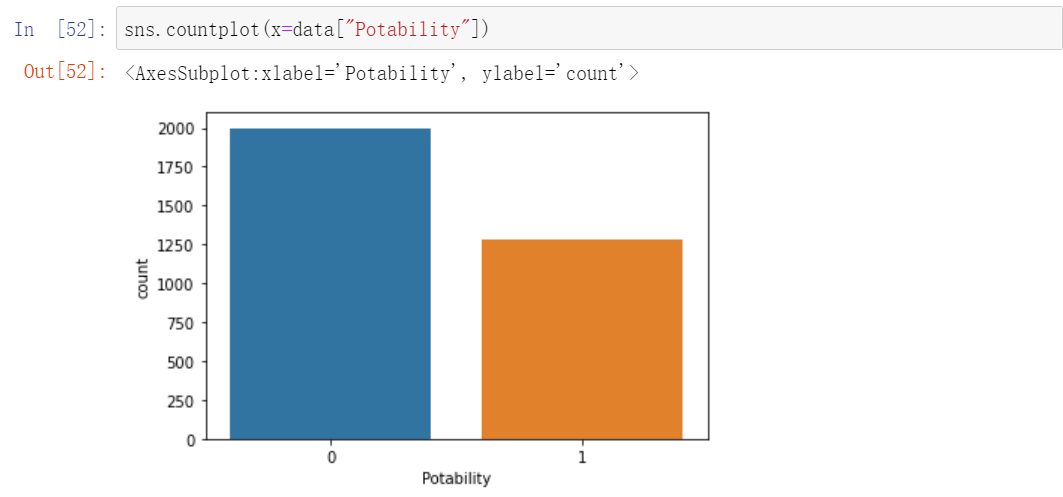 In [52]: sns.countplot(x=data["Potability"])
Out[52]: <AxesSubplot:xlabel='Potability', ylabel='count'>
2000
1750
1500
1250
1000
750
500
250
0
count
0 1
Potability